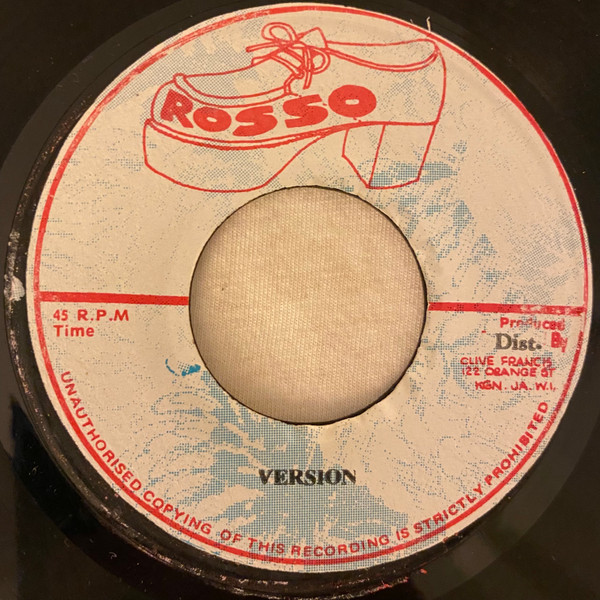 ROSSO
45 R.P.M
Time
Produced
Dist. By
CLIVE FRANCIS
122 ORANGE ST
KGN. JA. W.I.
VERSION
UNAUTHORISED COPYING OF THIS RECORDING IS STRICTLY PROHIBITED